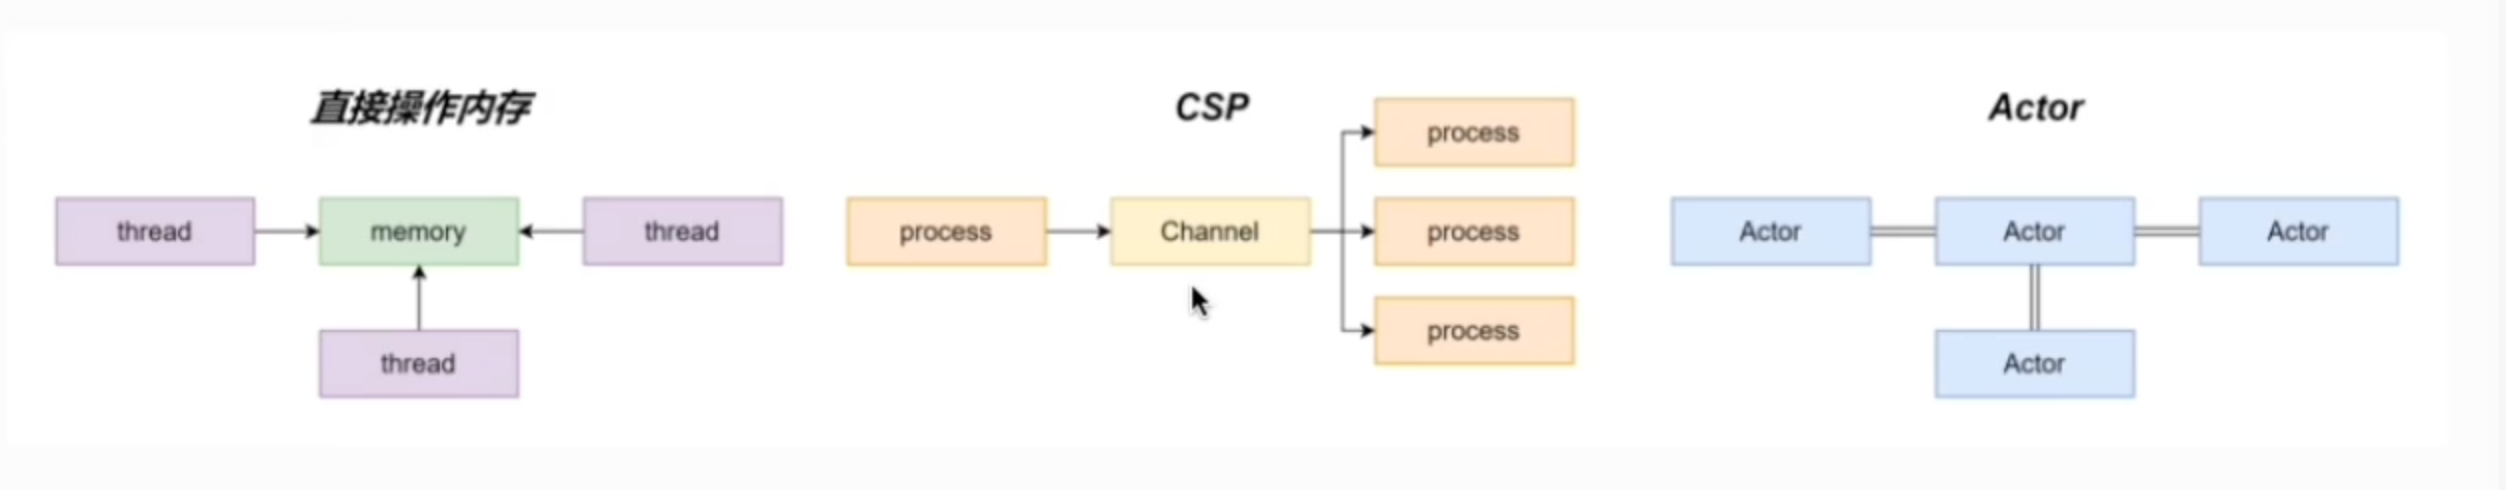 直接操作内存
thread
memory
thread
thread
CSP
process
Channel
process
process
process
Actor
Actor
Actor
Actor
Actor